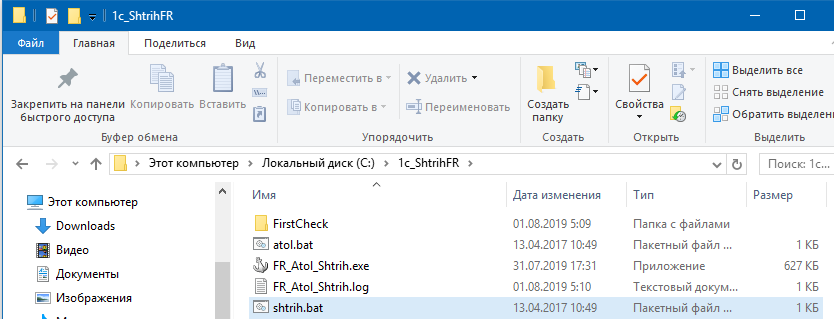 1c_ShtrihFR
Файл Главная Поделиться Вид
Закрепить на панели быстрого доступа
Копировать
Вставить
Переместить в
Копировать в
Удалить
Переименовать
Создать папку
Свойства
Выделить все
Снять выделение
Обратить выделен
Буфер обмена Упорядочить Создать Открыть Выделить
Этот компьютер Локальный диск (C:) 1c_ShtrihFR
Поиск: 1c...
Этот компьютер
Downloads
Видео
Документы
Изображения
Имя Дата изменения Тип Размер
FirstCheck 01.08.2019 5:09 Папка с файлами
atol.bat 13.04.2017 10:49 Пакетный файл ... 1 КБ
FR_Atol_Shtrih.exe 31.07.2019 17:31 Приложение 627 КБ
FR_Atol_Shtrih.log 01.08.2019 5:10 Текстовый докум... 1 КБ
shtrih.bat 13.04.2017 10:49 Пакетный файл ... 1 КБ